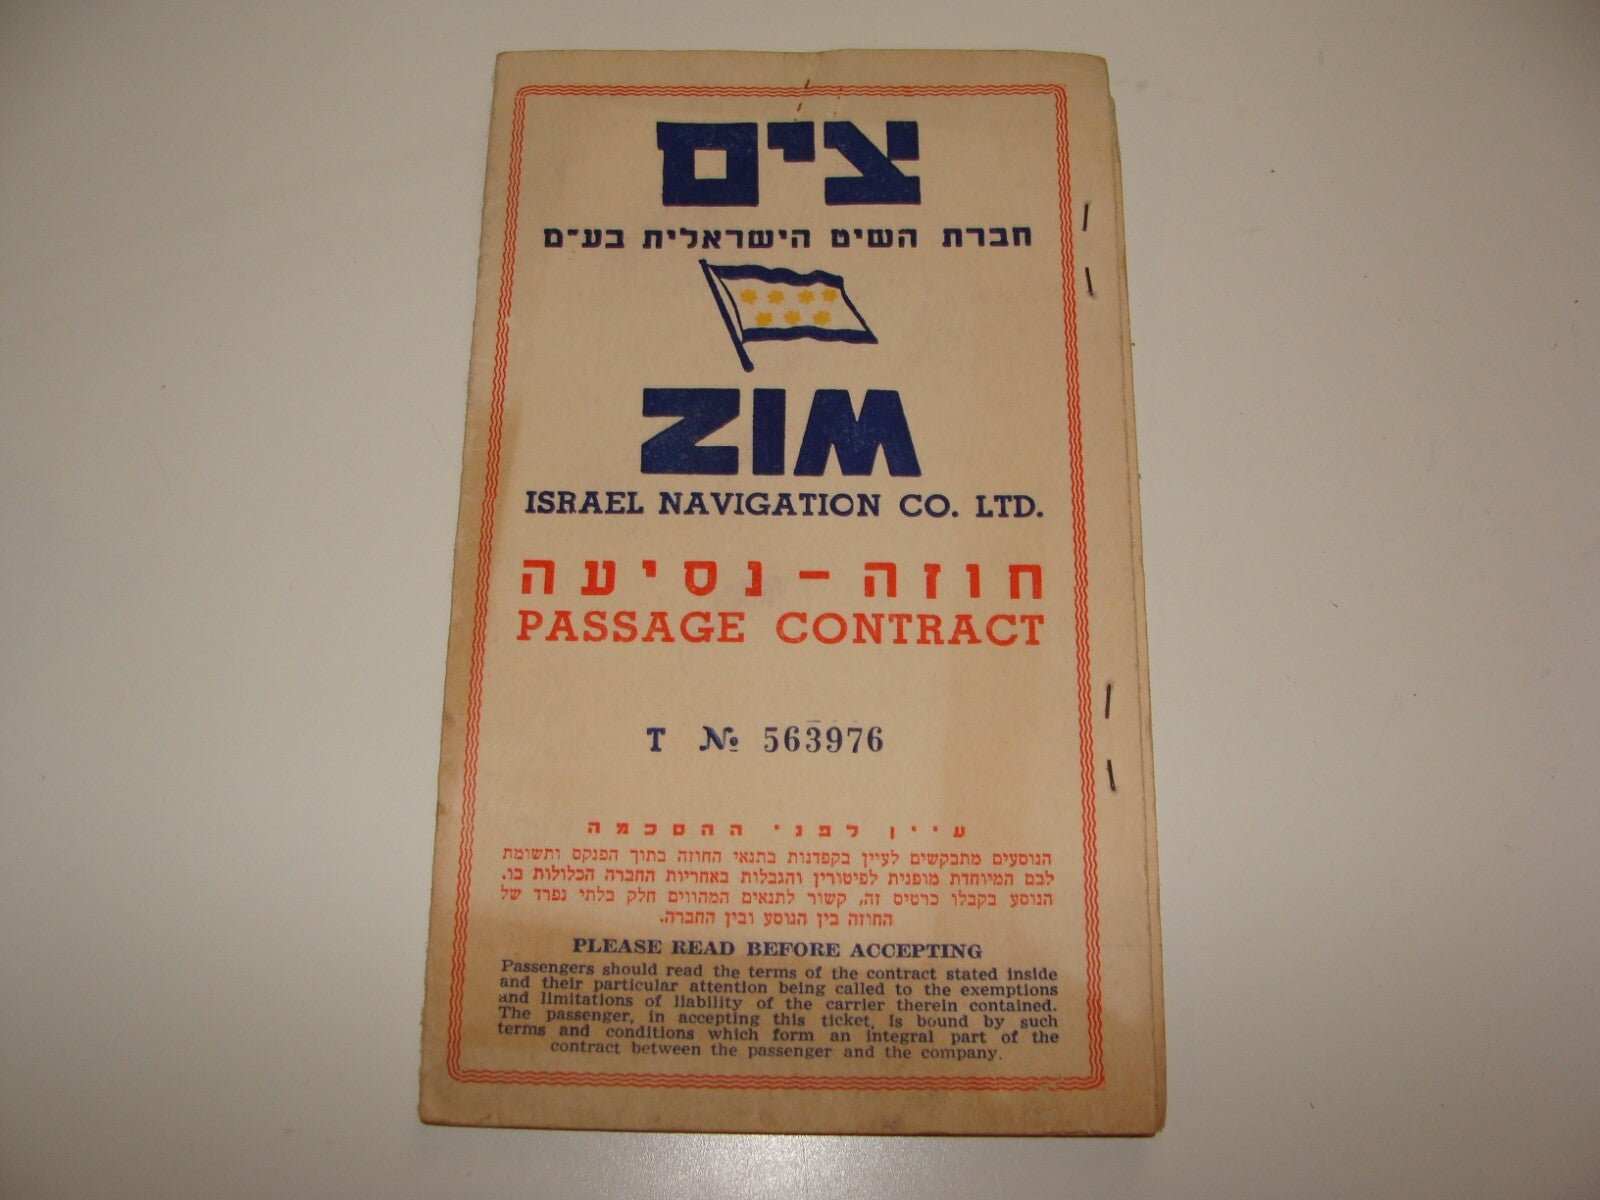 צים
חברת השיט הישראלית בע"מ
ZIM
ISRAEL NAVIGATION CO. LTD.
חוזה - נסיעה
PASSAGE CONTRACT
T № 563976
עיין לפני ההסכמה
הנוסעים מתבקשים לעיין בקפדנות בתנאי החוזה בתוך הפנקס ותשומת
לבם המיוחדת מופנית לפיטורין והגבלות באחריות החברה הכלולות בו.
הנוסע בקבלו כרטיס זה, קשור לתנאים המהווים חלק בלתי נפרד של
החוזה בין הנוסע ובין החברה.
PLEASE READ BEFORE ACCEPTING
Passengers should read the terms of the contract stated inside
and their particular attention being called to the exemptions
and limitations of liability of the carrier therein contained.
The passenger, in accepting this ticket, is bound by such
terms and conditions which form an integral part of the
contract between the passenger and the company.